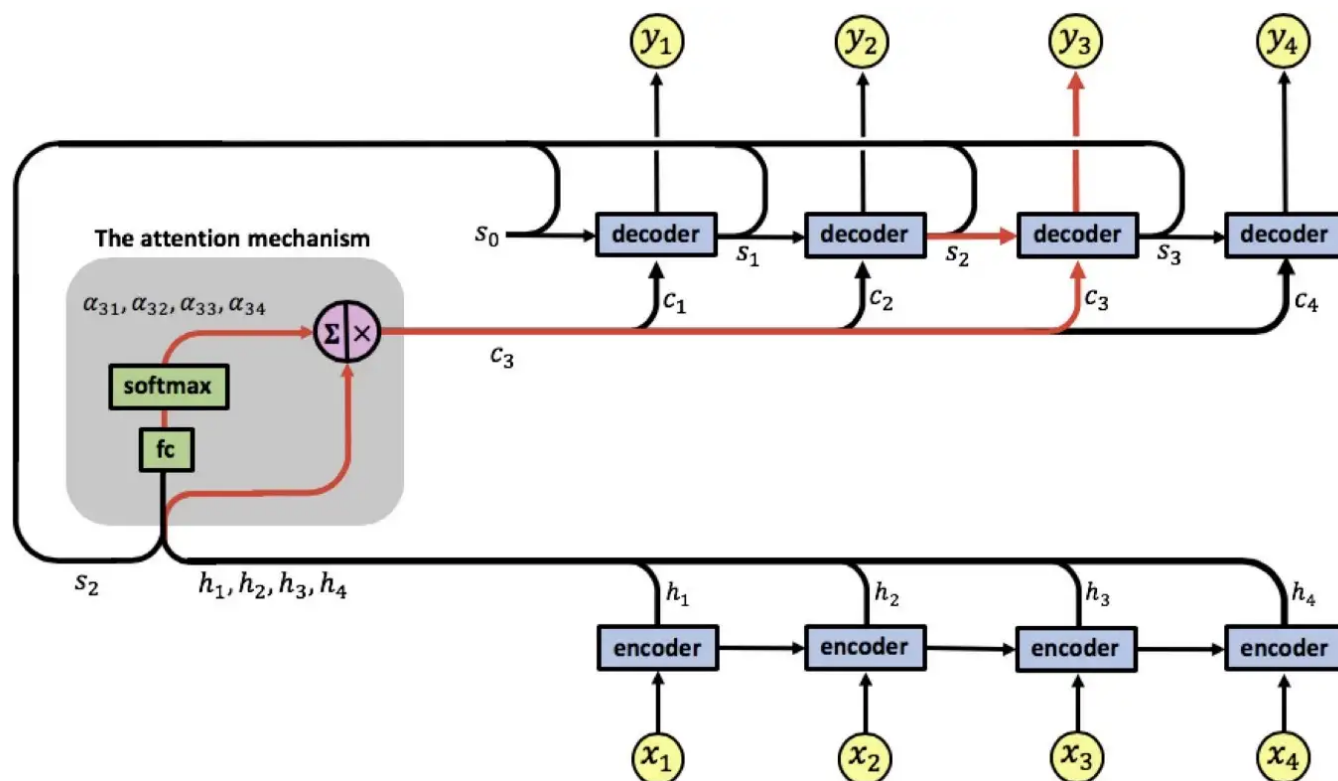 y₁ y₂ y₃ y₄
s₀ decoder s₁ decoder s₂ decoder s₃ decoder
The attention mechanism
c₁ c₂ c₃ c₄
α₃₁, α₃₂, α₃₃, α₃₄
Σ ×
c₃
softmax
fc
s₂ h₁, h₂, h₃, h₄
h₁ h₂ h₃ h₄
encoder encoder encoder encoder
x₁ x₂ x₃ x₄